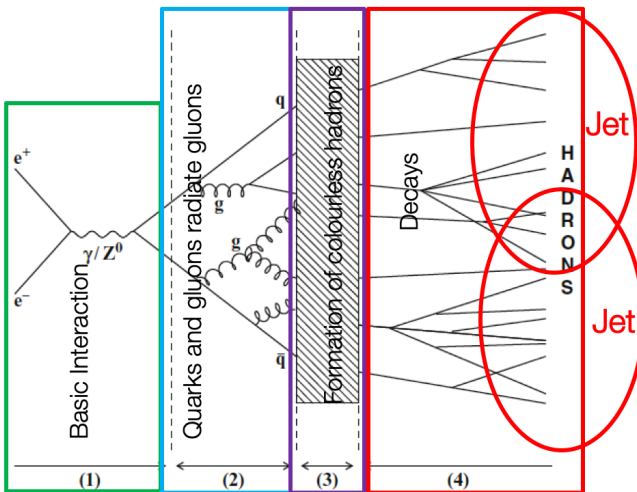 e+
e−
γ / Z⁰
Basic Interaction
(1)
Quarks and gluons radiate gluons
q
g
g
q̄
(2)
Formation of colourless hadrons
(3)
Decays
(4)
Jet
HADRONS
Jet